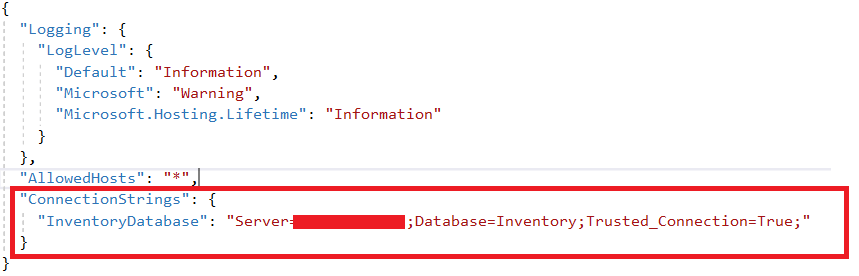 {
"Logging": {
"LogLevel": {
"Default": "Information",
"Microsoft": "Warning",
"Microsoft.Hosting.Lifetime": "Information"
}
},
"AllowedHosts": "*",
"ConnectionStrings": {
"InventoryDatabase": "Server= ;Database=Inventory;Trusted_Connection=True;"
}
}